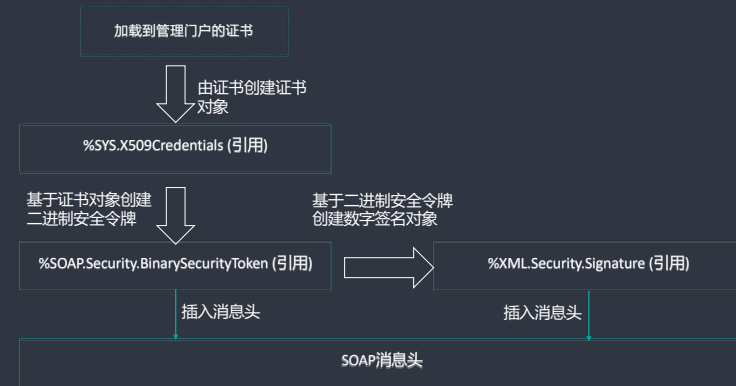 加载到管理门户的证书
由证书创建证书
对象
%SYS.X509Credentials (引用)
基于证书对象创建
二进制安全令牌
基于二进制安全令牌
创建数字签名对象
%SOAP.Security.BinarySecurityToken (引用)
%XML.Security.Signature (引用)
插入消息头
插入消息头
SOAP消息头